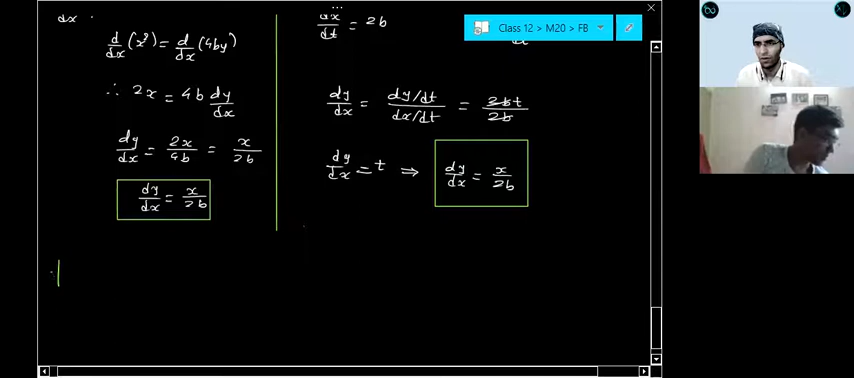 dx
d/dx (x²) = d/dx (4by)
∴ 2x = 4b dy/dx
dy/dx = 2x/4b = x/2b
dy/dx = x/2b
dx/dt = 2b
Class 12 > M20 > FB
dy/dx = dy/dt / dx/dt = 2bt/2b
dy/dx = t ⇒ dy/dx = x/2b